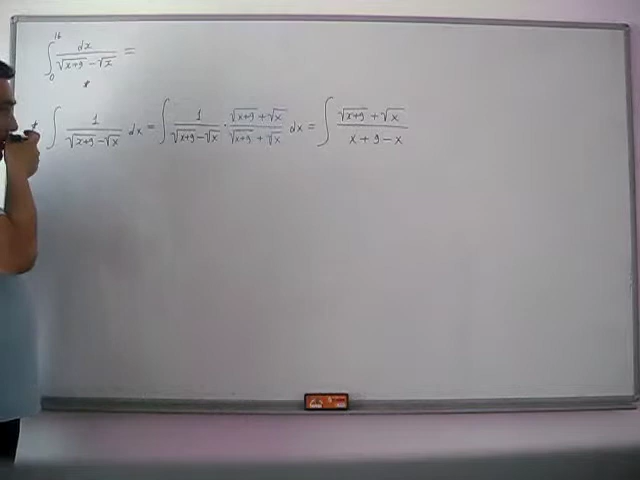 ∫₀¹⁶ dx/(√(x+9) − √x) =
*
* ∫ 1/(√(x+9) − √x) dx = ∫ 1/(√(x+9) − √x) · (√(x+9) + √x)/(√(x+9) + √x) dx = ∫ (√(x+9) + √x)/(x + 9 − x)